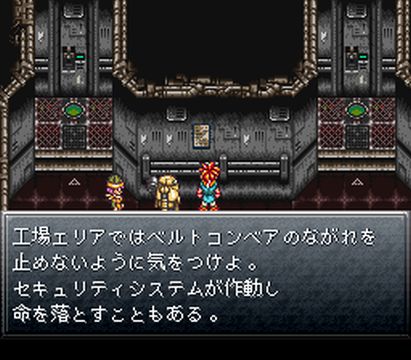 工場エリアではベルトコンベアのながれを
止めないように気をつけよ。
セキュリティシステムが作動し
命を落とすこともある。